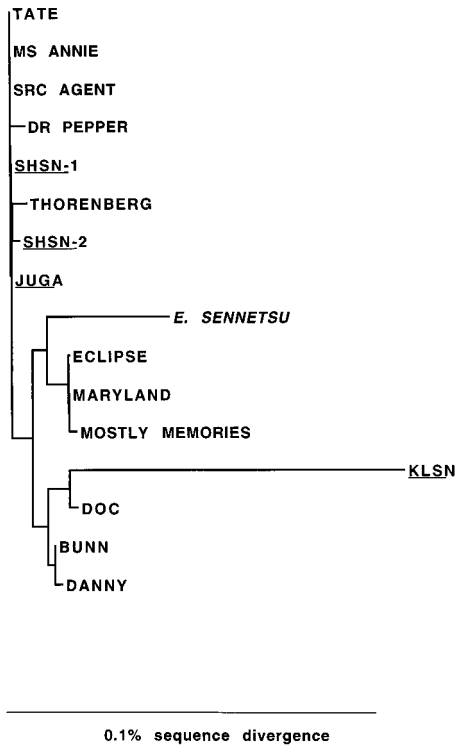 TATE
MS ANNIE
SRC AGENT
DR PEPPER
SHSN-1
THORENBERG
SHSN-2
JUGA
E. SENNETSU
ECLIPSE
MARYLAND
MOSTLY MEMORIES
KLSN
DOC
BUNN
DANNY
0.1% sequence divergence